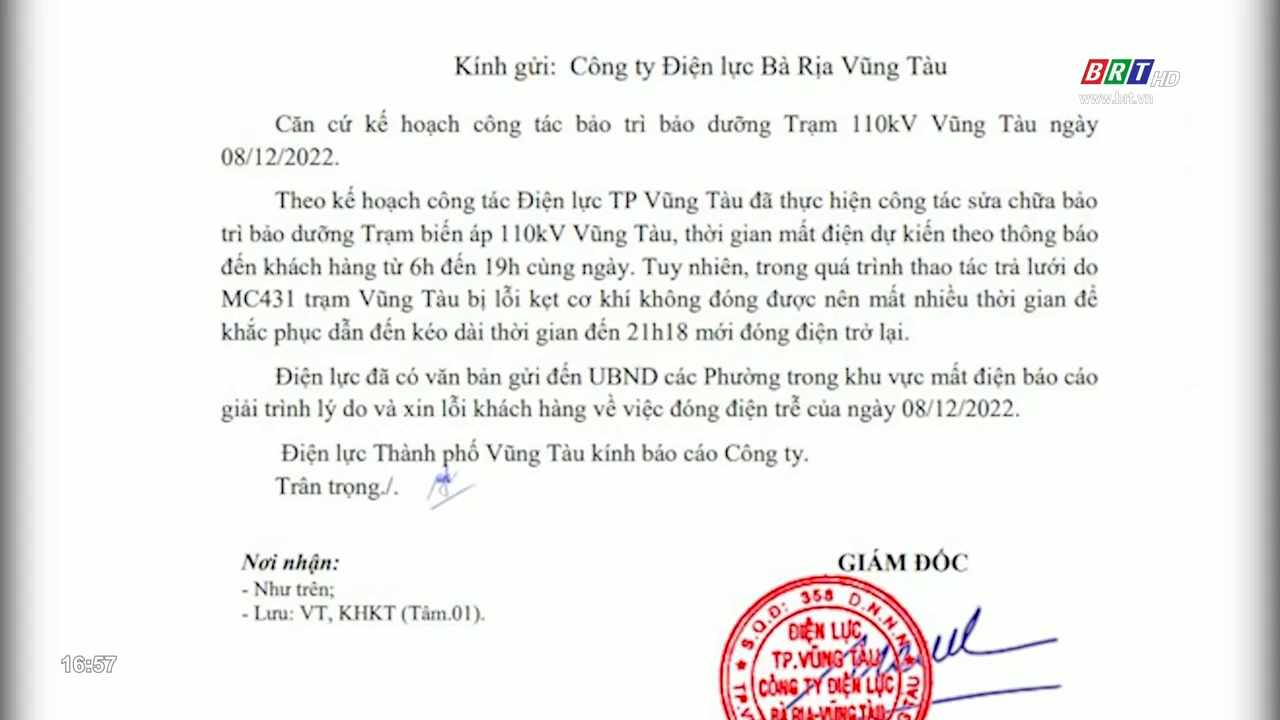 Kính gửi: Công ty Điện lực Bà Rịa Vũng Tàu
BRT HD
www.brt.vn
Căn cứ kế hoạch công tác bảo trì bảo dưỡng Trạm 110kV Vũng Tàu ngày
08/12/2022.
Theo kế hoạch công tác Điện lực TP Vũng Tàu đã thực hiện công tác sửa chữa bảo
trì bảo dưỡng Trạm biến áp 110kV Vũng Tàu, thời gian mất điện dự kiến theo thông báo
đến khách hàng từ 6h đến 19h cùng ngày. Tuy nhiên, trong quá trình thao tác trả lưới do
MC431 trạm Vũng Tàu bị lỗi kẹt cơ khí không đóng được nên mất nhiều thời gian để
khắc phục dẫn đến kéo dài thời gian đến 21h18 mới đóng điện trở lại.
Điện lực đã có văn bản gửi đến UBND các Phường trong khu vực mất điện báo cáo
giải trình lý do và xin lỗi khách hàng về việc đóng điện trễ của ngày 08/12/2022.
Điện lực Thành phố Vũng Tàu kính báo cáo Công ty.
Trân trọng./.
Nơi nhận:
- Như trên;
- Lưu: VT, KHKT (Tâm.01).
GIÁM ĐỐC
S.Q.Đ: 358 D.N.N.N
ĐIỆN LỰC
TP.VŨNG TÀU
CÔNG TY ĐIỆN LỰC
BÀ RỊA-VŨNG TÀU
16:57